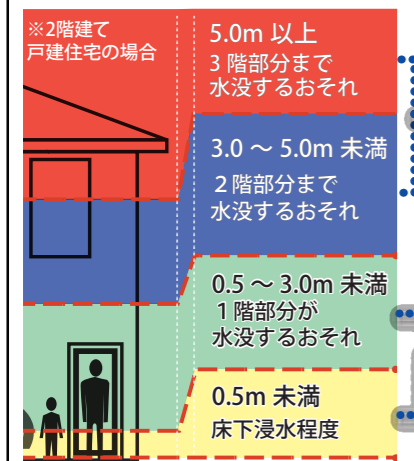 ※2階建て
戸建住宅の場合
5.0m 以上
3 階部分まで
水没するおそれ
3.0 ～ 5.0m 未満
２階部分まで
水没するおそれ
0.5 ～ 3.0m 未満
１階部分が
水没するおそれ
0.5m 未満
床下浸水程度